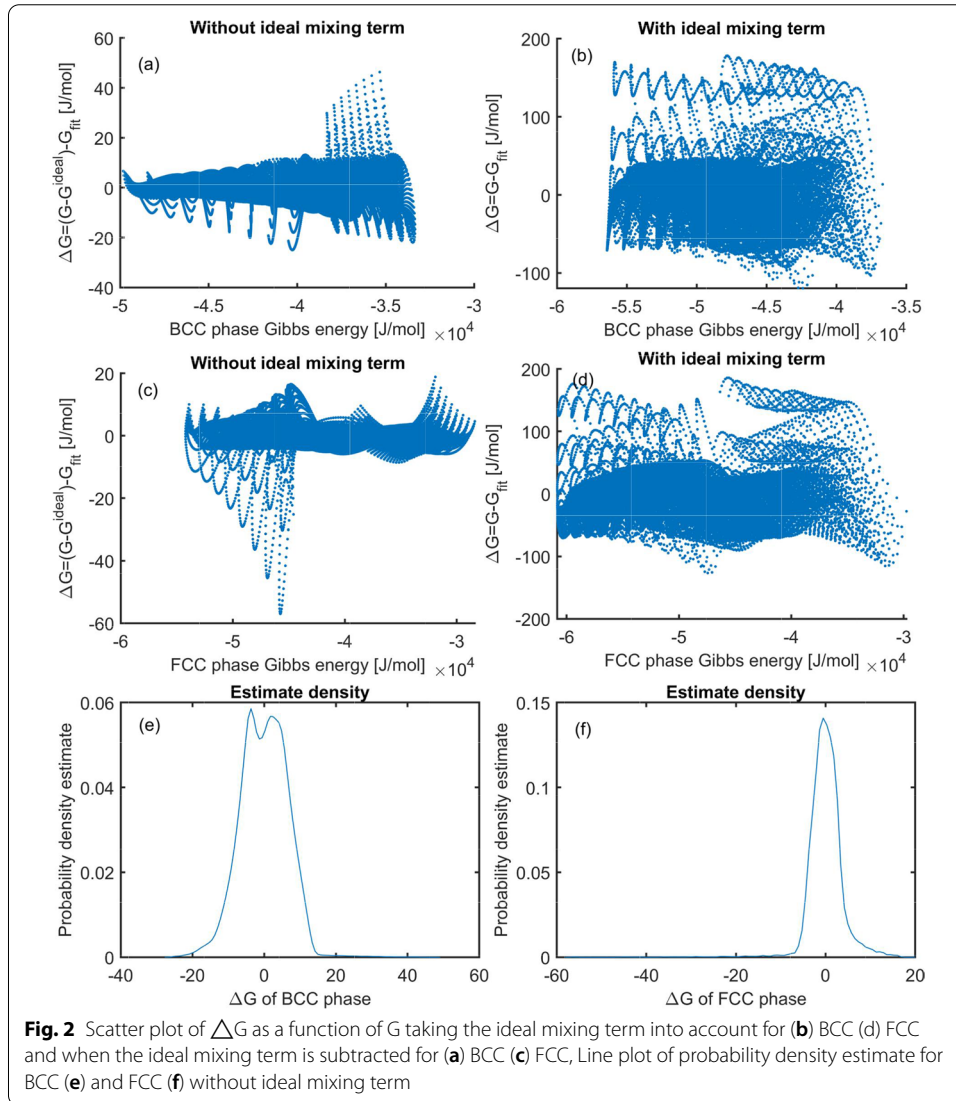 Without ideal mixing term
(a)
60
40
20
0
-20
-40
ΔG=(G-G^ideal)-G_fit [J/mol]
-5 -4.5 -4 -3.5 -3
BCC phase Gibbs energy [J/mol] ×10^4
With ideal mixing term
(b)
200
100
0
-100
ΔG=G-G_fit [J/mol]
-6 -5.5 -5 -4.5 -4 -3.5
BCC phase Gibbs energy [J/mol] ×10^4
Without ideal mixing term
(c)
20
0
-20
-40
-60
ΔG=(G-G^ideal)-G_fit [J/mol]
-6 -5 -4 -3
FCC phase Gibbs energy [J/mol] ×10^4
With ideal mixing term
(d)
200
100
0
-100
-200
ΔG=G-G_fit [J/mol]
-6 -5 -4 -3
FCC phase Gibbs energy [J/mol] ×10^4
Estimate density
(e)
0.06
0.04
0.02
0
Probability density estimate
-40 -20 0 20 40 60
ΔG of BCC phase
Estimate density
(f)
0.15
0.1
0.05
0
Probability density estimate
-60 -40 -20 0 20
ΔG of FCC phase
Fig. 2 Scatter plot of △G as a function of G taking the ideal mixing term into account for (b) BCC (d) FCC
and when the ideal mixing term is subtracted for (a) BCC (c) FCC, Line plot of probability density estimate for
BCC (e) and FCC (f) without ideal mixing term